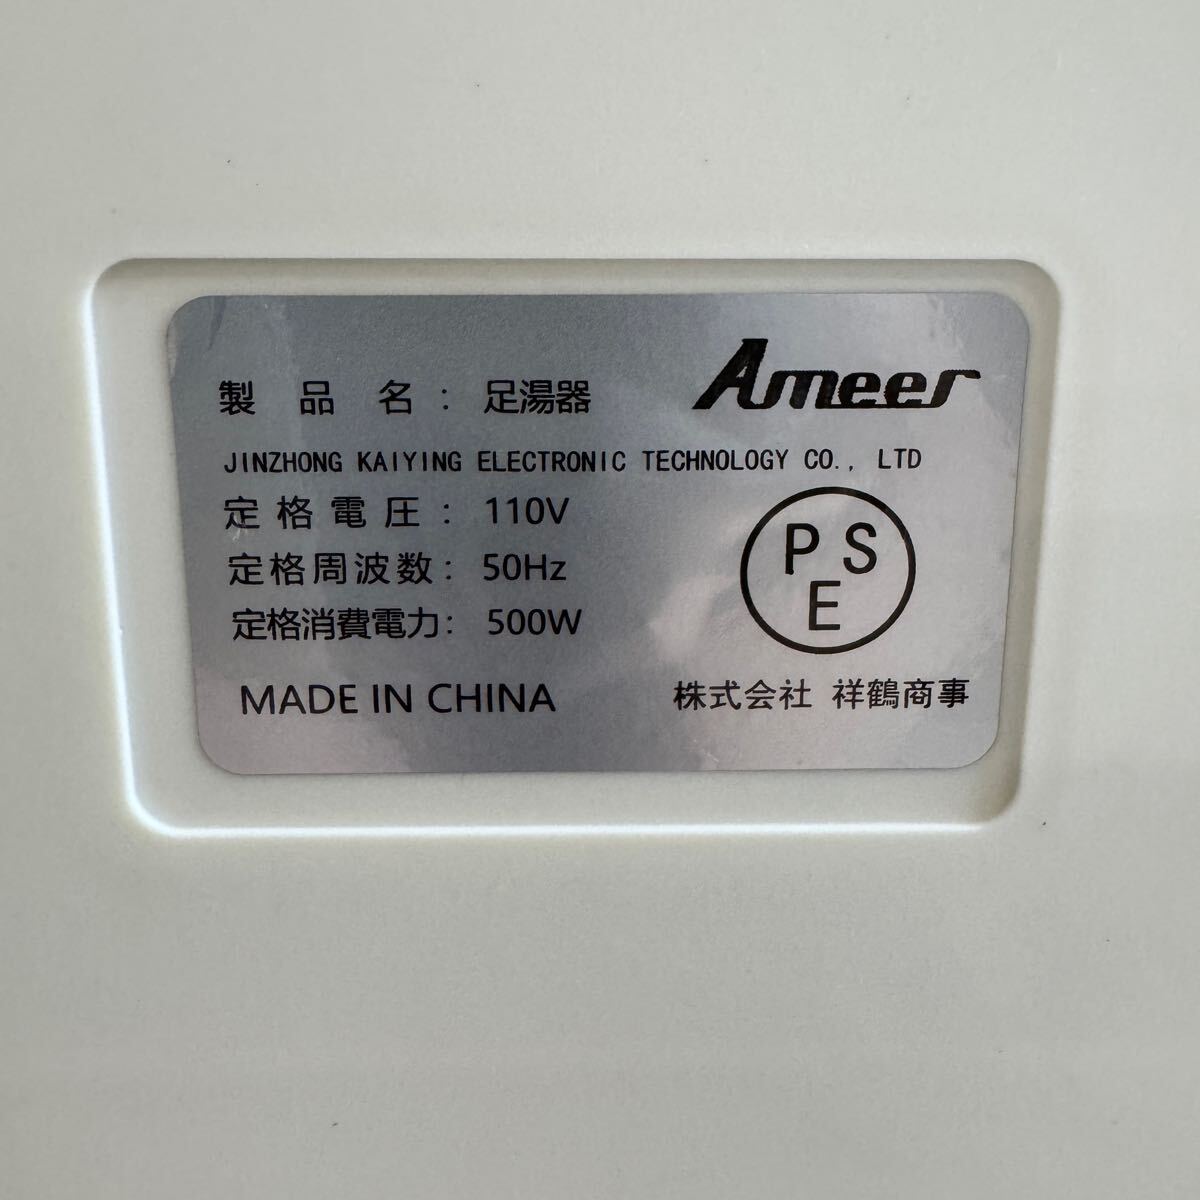 Ameer
製品名: 足湯器
JINZHONG KAIYING ELECTRONIC TECHNOLOGY CO., LTD
定格電圧: 110V
定格周波数: 50Hz
定格消費電力: 500W
PSE
MADE IN CHINA
株式会社 祥鶴商事